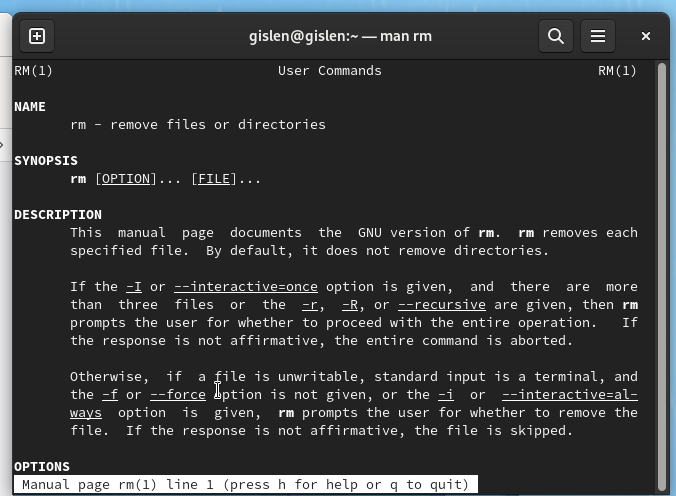 gislen@gislen:~ — man rm
RM(1) User Commands RM(1)
NAME
rm - remove files or directories
SYNOPSIS
rm [OPTION]... [FILE]...
DESCRIPTION
This manual page documents the GNU version of rm. rm removes each
specified file. By default, it does not remove directories.
If the -I or --interactive=once option is given, and there are more
than three files or the -r, -R, or --recursive are given, then rm
prompts the user for whether to proceed with the entire operation. If
the response is not affirmative, the entire command is aborted.
Otherwise, if a file is unwritable, standard input is a terminal, and
the -f or --force option is not given, or the -i or --interactive=al-
ways option is given, rm prompts the user for whether to remove the
file. If the response is not affirmative, the file is skipped.
OPTIONS
Manual page rm(1) line 1 (press h for help or q to quit)